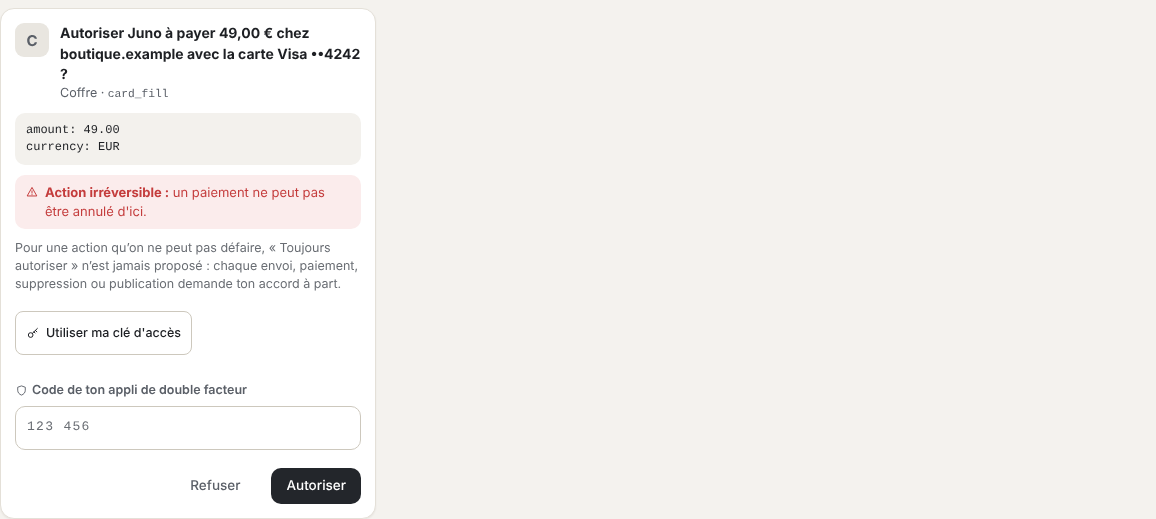 C
Autoriser Juno à payer 49,00 € chez
boutique.example avec la carte Visa ••4242
?
Coffre · card_fill
amount: 49.00
currency: EUR
Action irréversible : un paiement ne peut pas
être annulé d'ici.
Pour une action qu’on ne peut pas défaire, « Toujours
autoriser » n’est jamais proposé : chaque envoi, paiement,
suppression ou publication demande ton accord à part.
Utiliser ma clé d'accès
Code de ton appli de double facteur
123 456
Refuser
Autoriser